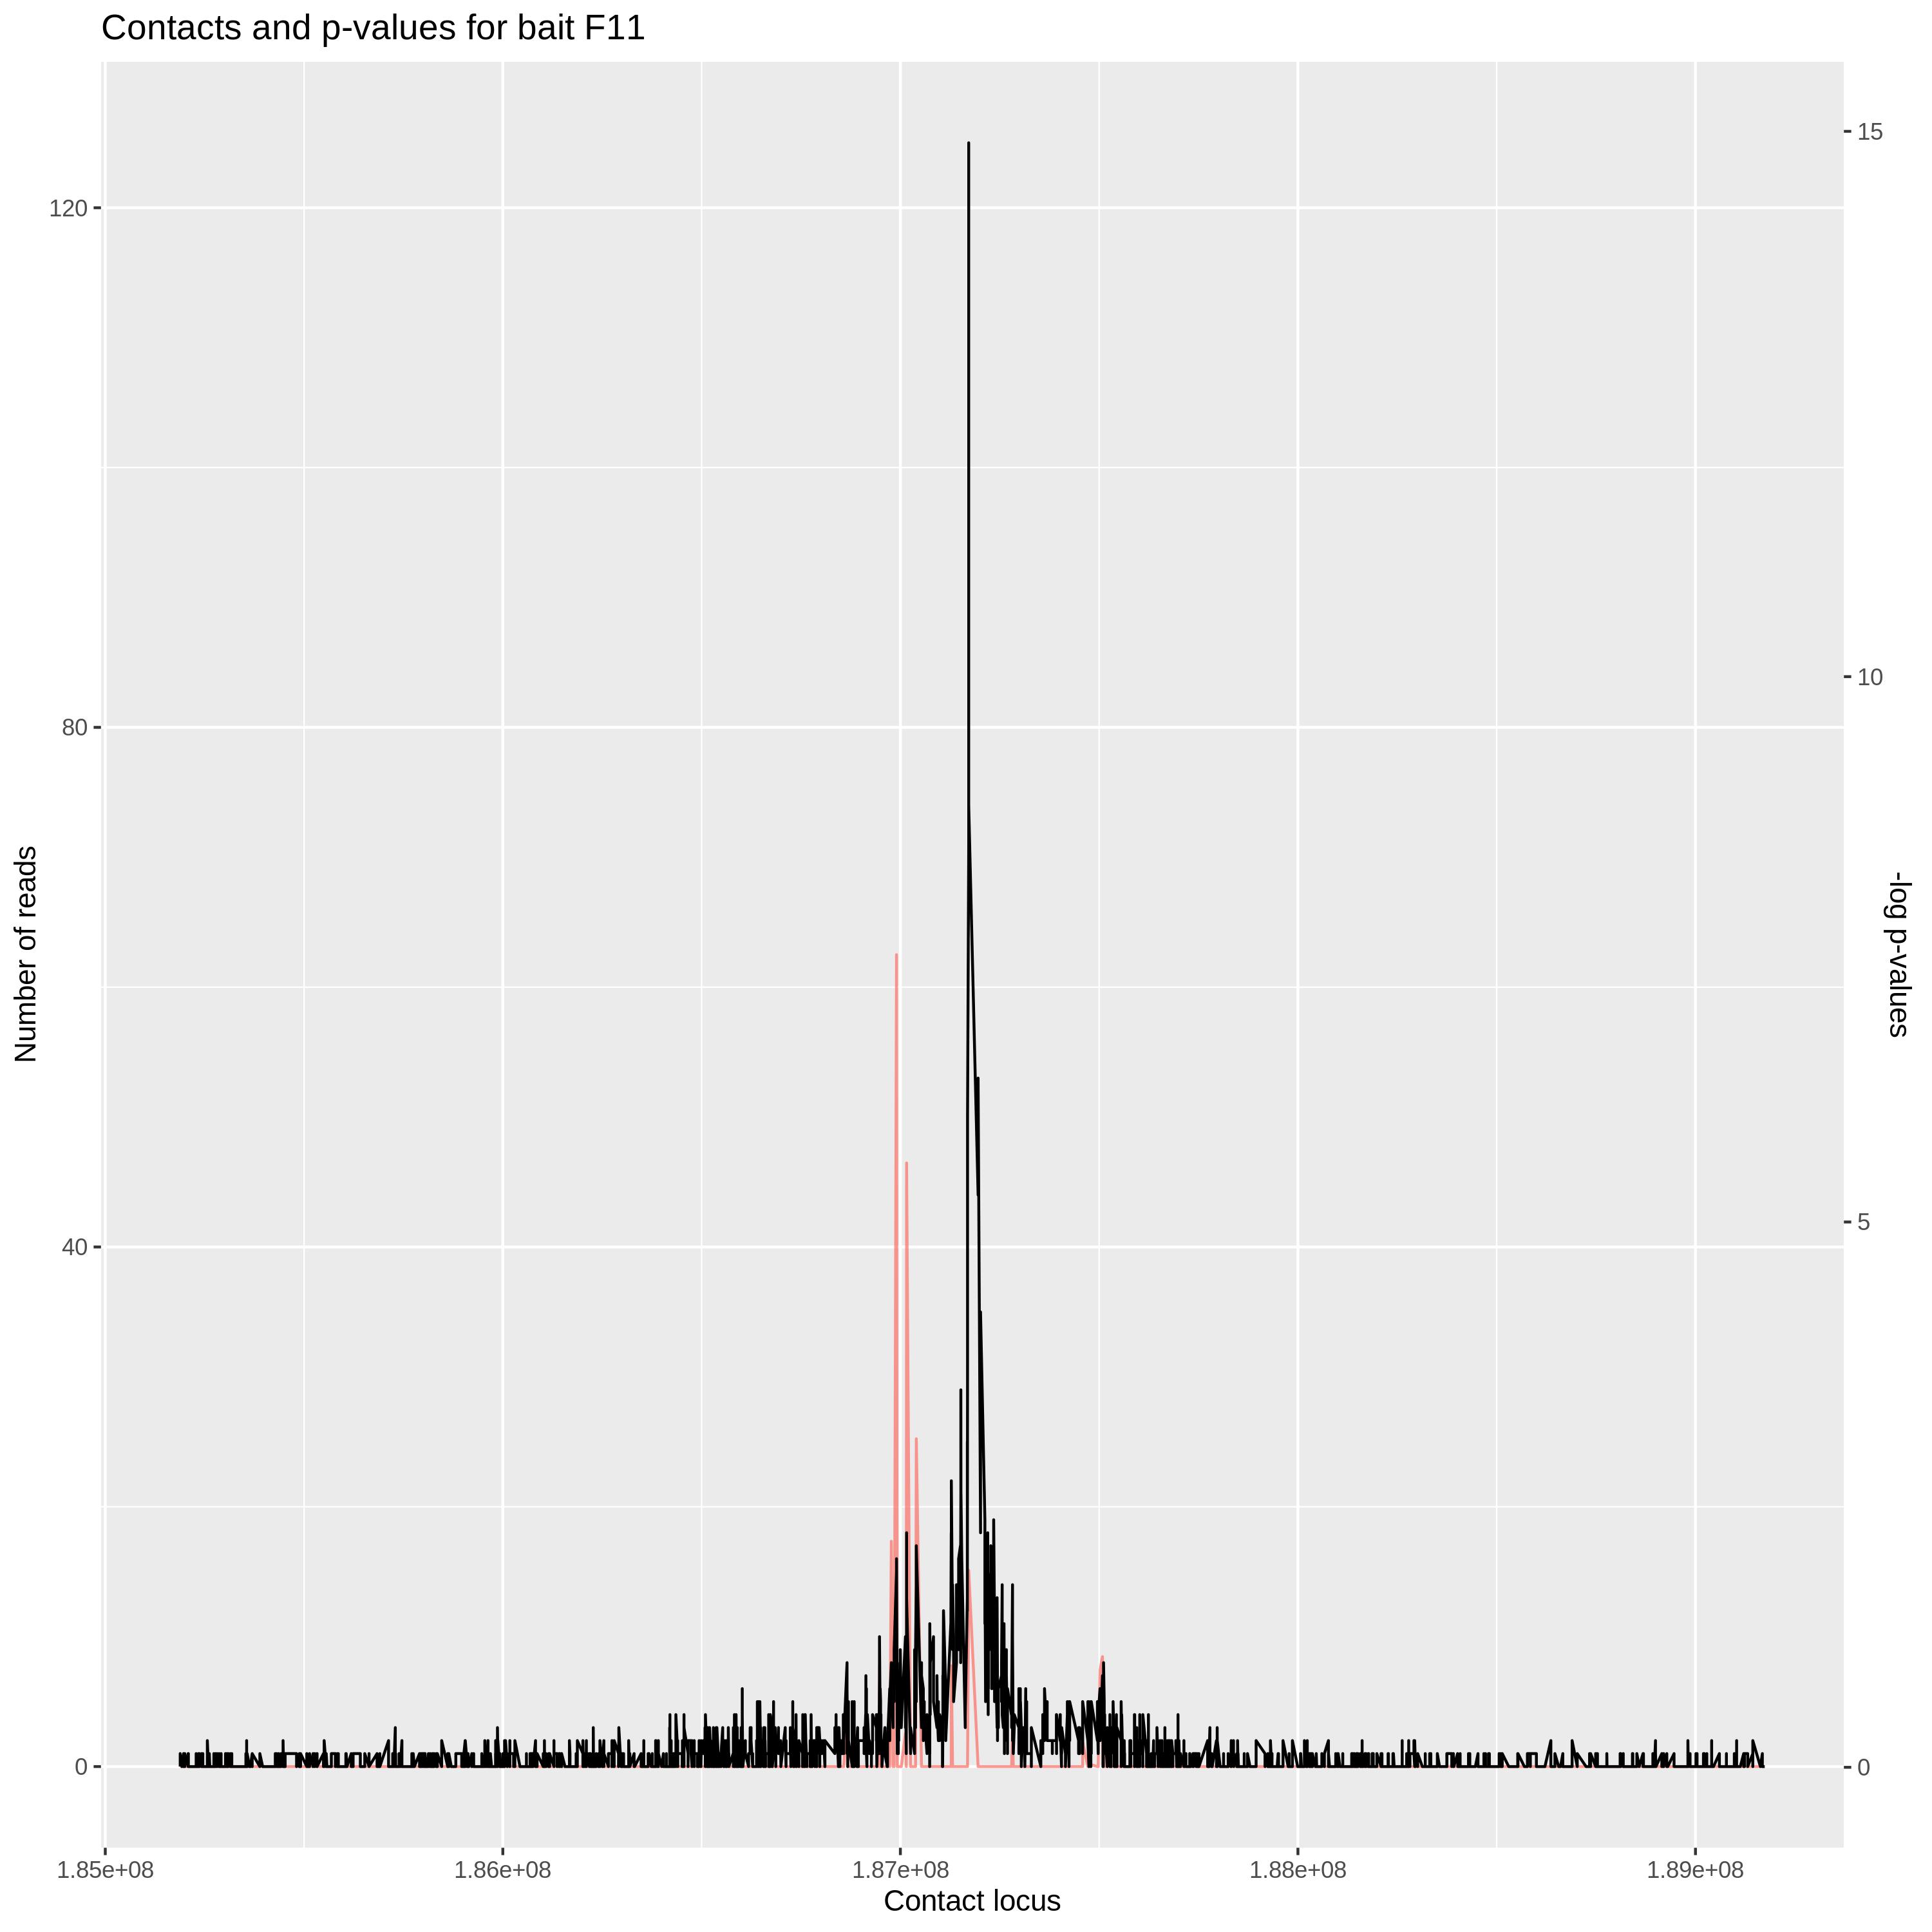 Contacts and p-values for bait F11
120
80
40
0
Number of reads
15
10
5
0
-log p-values
1.85e+08
1.86e+08
1.87e+08
1.88e+08
1.89e+08
Contact locus